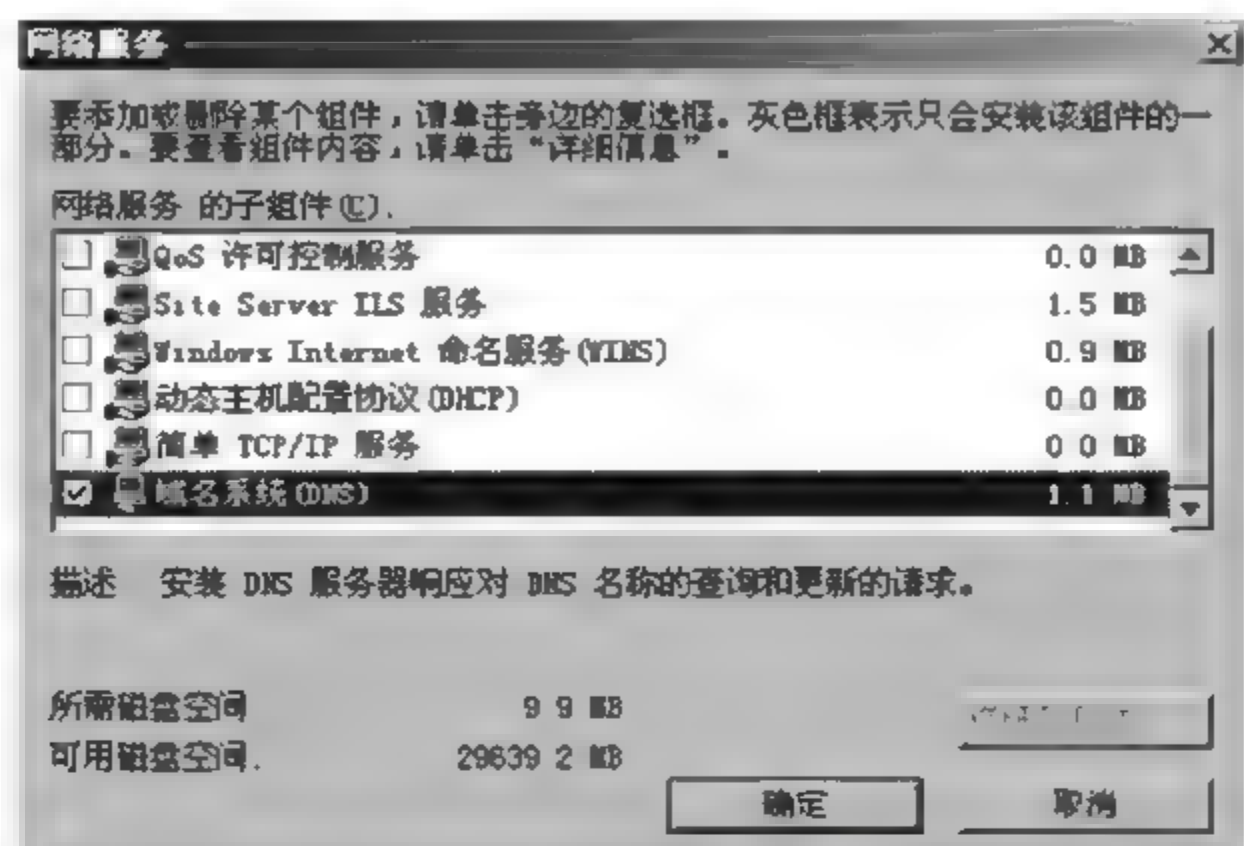 网络服务
要添加或删除某个组件，请单击旁边的复选框。灰色框表示只会安装该组件的一
部分。要查看组件内容，请单击“详细信息”。
网络服务 的子组件(C).
QoS 许可控制服务 0.0 MB
Site Server ILS 服务 1.5 MB
Windows Internet 命名服务(WINS) 0.9 MB
动态主机配置协议(DHCP) 0 0 MB
简单 TCP/IP 服务 0 0 MB
域名系统(DNS) 1.1 MB
描述 安装 DNS 服务器响应对 DNS 名称的查询和更新的请求。
所需磁盘空间 9 9 MB
可用磁盘空间. 29639 2 MB
确定 取消